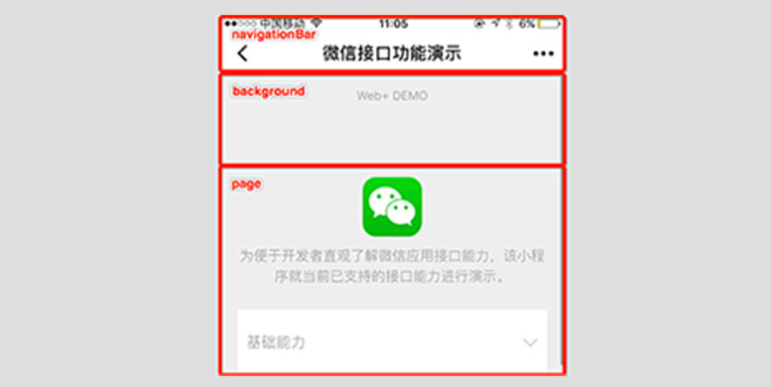 中国移动 11:05 6%
navigationBar
微信接口功能演示
background
Web+ DEMO
page
为便于开发者直观了解微信应用接口能力，该小程
序就当前已支持的接口能力进行演示。
基础能力